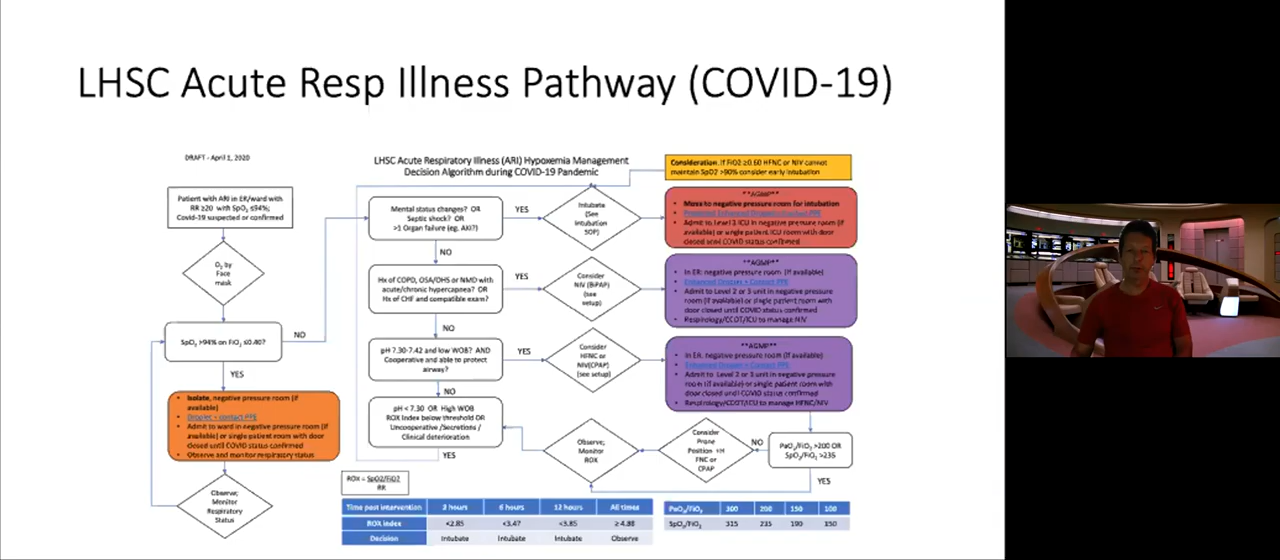 LHSC Acute Resp Illness Pathway (COVID-19)
DRAFT - April 1, 2020
LHSC Acute Respiratory Illness (ARI) Hypoxemia Management
Decision Algorithm during COVID-19 Pandemic
Consideration: If FiO2 ≥0.60 HFNC or NIV cannot
maintain SpO2 >90% consider early intubation
Patient with ARI in ER/ward with
RR ≥20 with SpO₂ ≤94%;
Covid-19 suspected or confirmed
O₂ by
Face
mask
SpO₂ >94% on FiO₂ ≤0.40?
NO
YES
Isolate, negative pressure room (if
available)
Droplet + contact PPE
Admit to ward in negative pressure room (if
available) or single patient room with door
closed until COVID status confirmed
Observe and monitor respiratory status
Observe;
Monitor
Respiratory
Status
Mental status changes? OR
Septic shock? OR
>1 Organ failure (eg. AKI?)
YES
Intubate
(See
intubation
SOP)
**AGMP**
Move to negative pressure room for intubation
Enhanced Droplet + contact PPE
Admit to Level 3 ICU in negative pressure room (if
available) or single patient ICU room with door
closed until COVID status confirmed
NO
Hx of COPD, OSA/OHS or NMD with
acute/chronic hypercapnea? OR
Hx of CHF and compatible exam?
YES
Consider
NIV (BiPAP)
(see
setup)
**AGMP**
In ER: negative pressure room (if available)
Enhanced Droplet + Contact PPE
Admit to Level 2 or 3 unit in negative pressure
room (if available) or single patient room with
door closed until COVID status confirmed
Respirology/CCOT/ICU to manage NIV
NO
pH 7.30-7.42 and low WOB? AND
Cooperative and able to protect
airway?
YES
Consider
HFNC or
NIV(CPAP)
(see setup)
**AGMP**
In ER: negative pressure room (if available)
Enhanced Droplet + Contact PPE
Admit to Level 2 or 3 unit in negative pressure
room (if available) or single patient room with
door closed until COVID status confirmed
Respirology/CCOT/ICU to manage HFNC/NIV
NO
pH < 7.30 OR High WOB
ROX Index below threshold OR
Uncooperative /Secretions /
Clinical deterioration
YES
Observe;
Monitor
ROX
Consider
Prone
Position +H
FNC or
CPAP
NO
PaO₂/FiO₂ >200 OR
SpO₂/FiO₂ >235
YES
ROX = SpO2/FiO2
RR
Time post intervention 2 hours 6 hours 12 hours All times
ROX Index <2.85 <3.47 <3.85 ≥4.88
Decision Intubate Intubate Intubate Observe
PaO₂/FiO₂ 300 200 150 100
SpO₂/FiO₂ 315 235 190 150